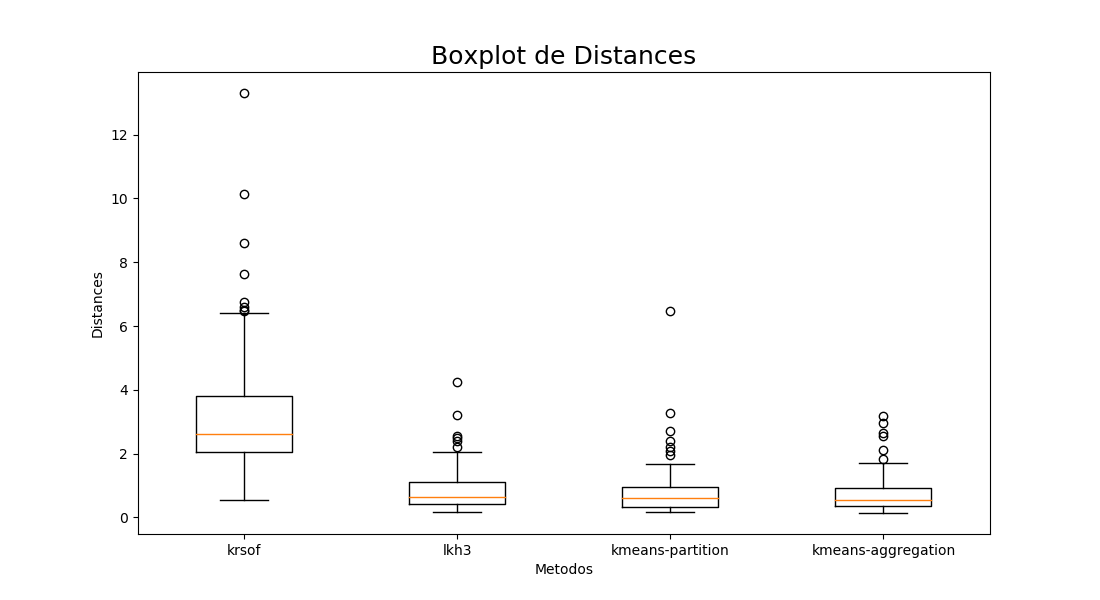 Boxplot de Distances
Distances
12
10
8
6
4
2
0
krsof lkh3 kmeans-partition kmeans-aggregation
Metodos